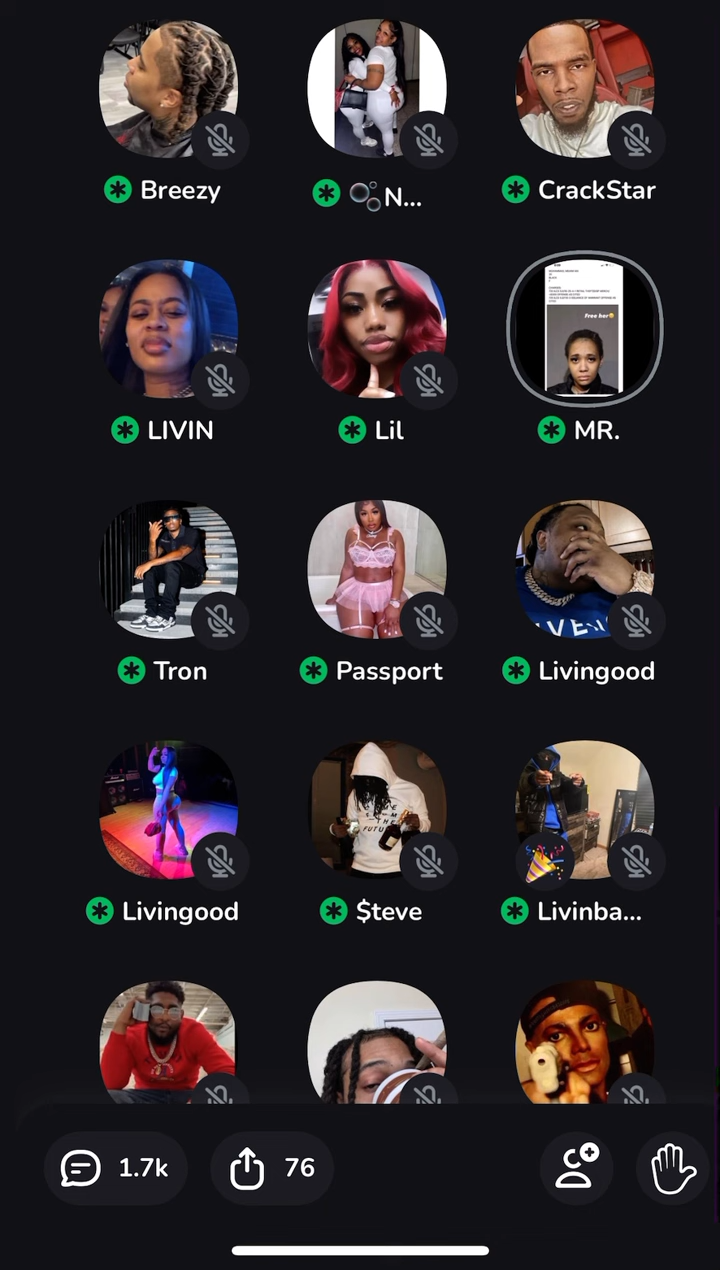 Breezy
N...
CrackStar
Free her
LIVIN
Lil
MR.
Tron
Passport
Livingood
Livingood
$teve
Livinba...
1.7k
76